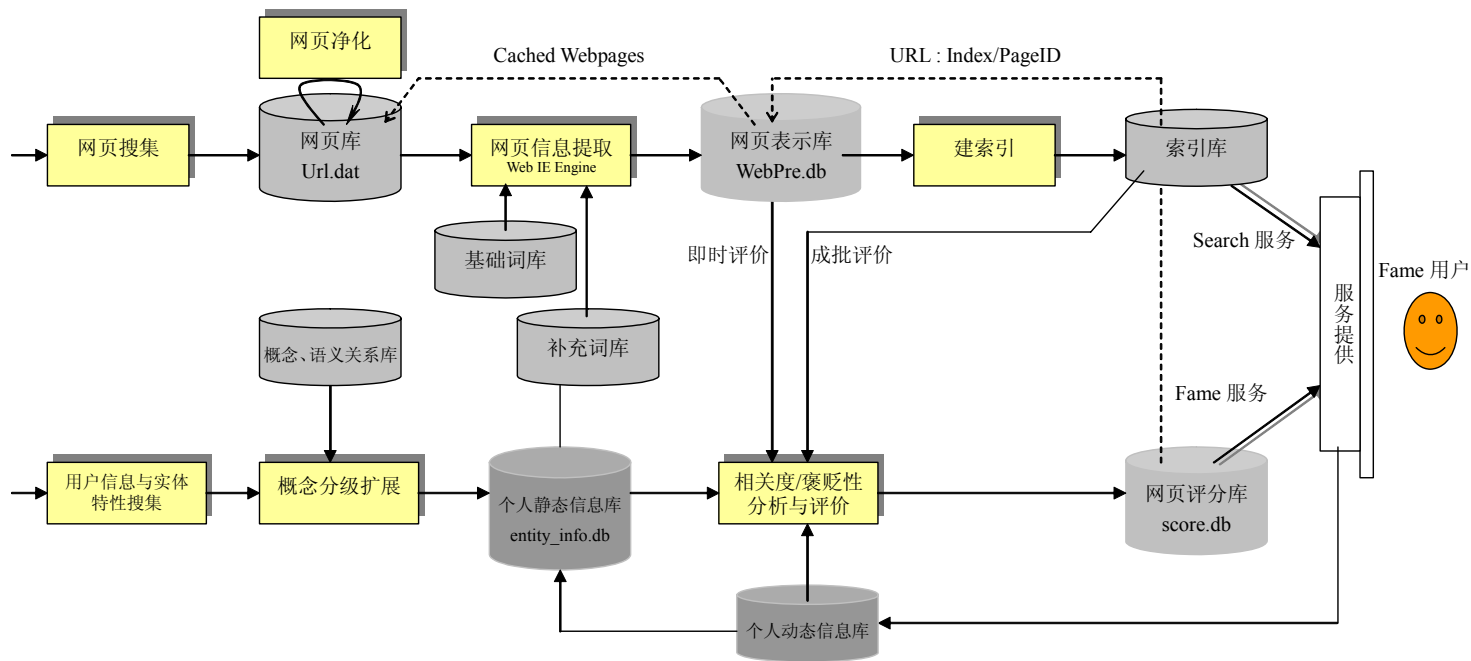 网页净化
Cached Webpages
URL : Index/PageID
网页搜集
网页库
Url.dat
网页信息提取
Web IE Engine
网页表示库
WebPre.db
建索引
索引库
基础词库
即时评价
成批评价
Search 服务
Fame 用户
服务提供
概念、语义关系库
补充词库
Fame 服务
用户信息与实体
特性搜集
概念分级扩展
个人静态信息库
entity_info.db
相关度/褒贬性
分析与评价
网页评分库
score.db
个人动态信息库